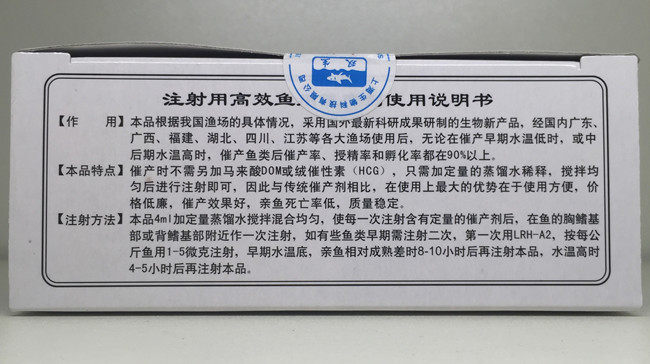 注射用高效鱼 使用说明书
【作 用】本品根据我国渔场的具体情况，采用国外最新科研成果研制的生物新产品，经国内广东、
广西、福建、湖北、四川、江苏等各大渔场使用后，无论在催产早期水温低时，或中
后期水温高时，催产鱼类后催产率、授精率和孵化率都在90%以上。
【本品特点】催产时不需另加马来酸DOM或绒催性素（HCG），只需加定量的蒸馏水稀释，搅拌均
匀后进行注射即可，因此与传统催产剂相比，在使用上最大的优势在于使用方便，价
格低廉，催产效果好，亲鱼死亡率低，质量稳定。
【注射方法】本品4ml加定量蒸馏水搅拌混合均匀，使每一次注射含有定量的催产剂后，在鱼的胸鳍基
部或背鳍基部附近作一次注射，如有些鱼类早期需注射二次，第一次用LRH-A2，按每公
斤鱼用1-5微克注射，早期水温底，亲鱼相对成熟差时8-10小时后再注射本品，水温高时
4-5小时后再注射本品。